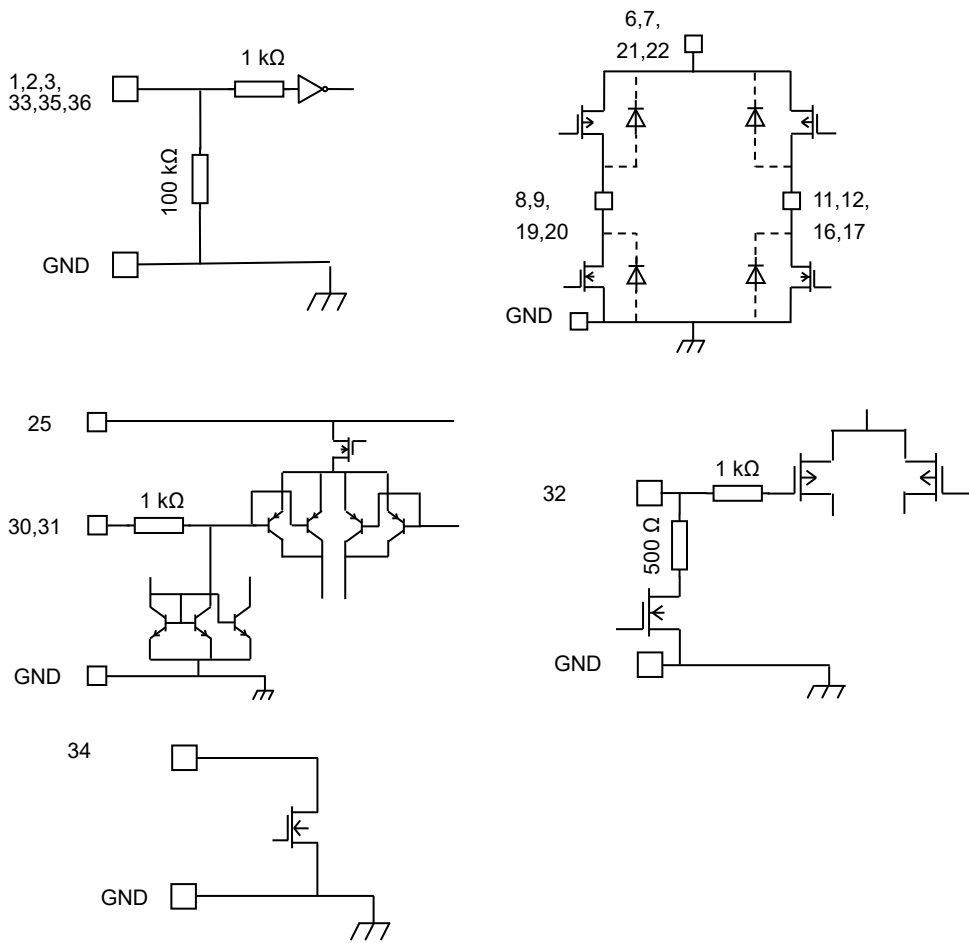 1 kΩ
1,2,3,
33,35,36
100 kΩ
GND
6,7,
21,22
8,9,
19,20
11,12,
16,17
GND
25
1 kΩ
30,31
GND
1 kΩ
32
500 Ω
GND
34
GND